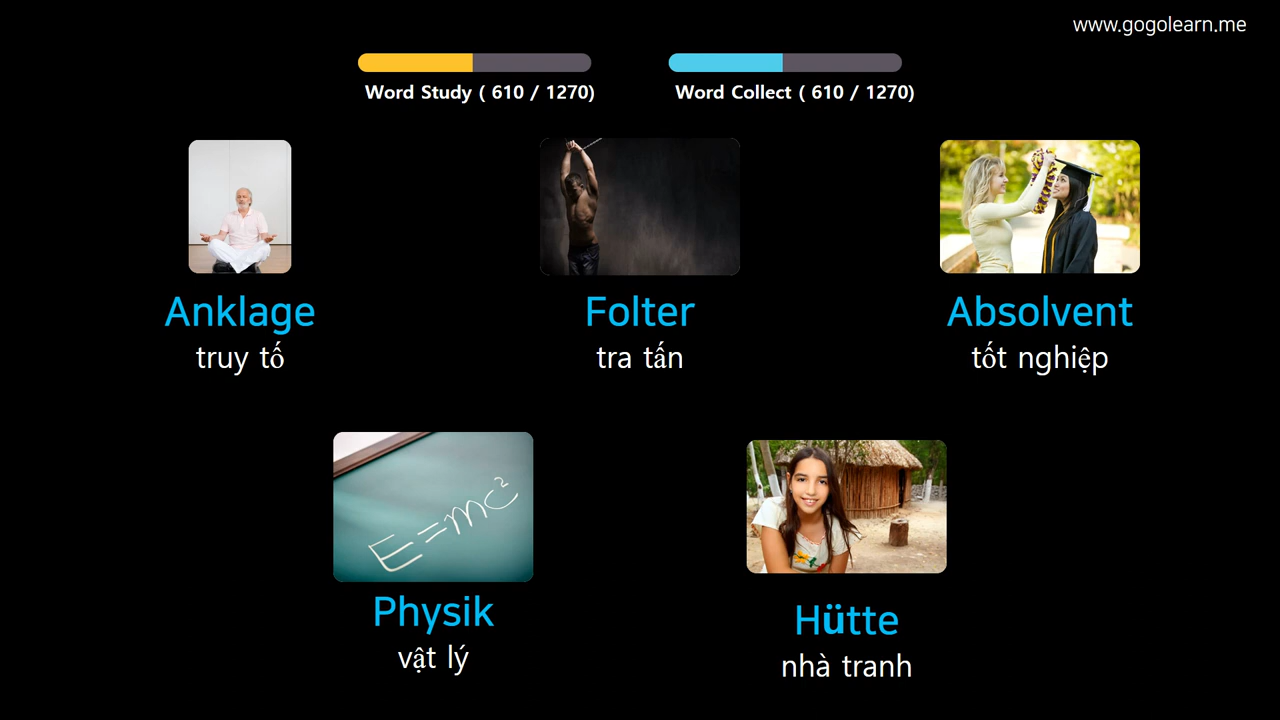 www.gogolearn.me
Word Study ( 610 / 1270)
Word Collect ( 610 / 1270)
Anklage
truy tố
Folter
tra tấn
Absolvent
tốt nghiệp
E=mc²
Physik
vật lý
Hütte
nhà tranh